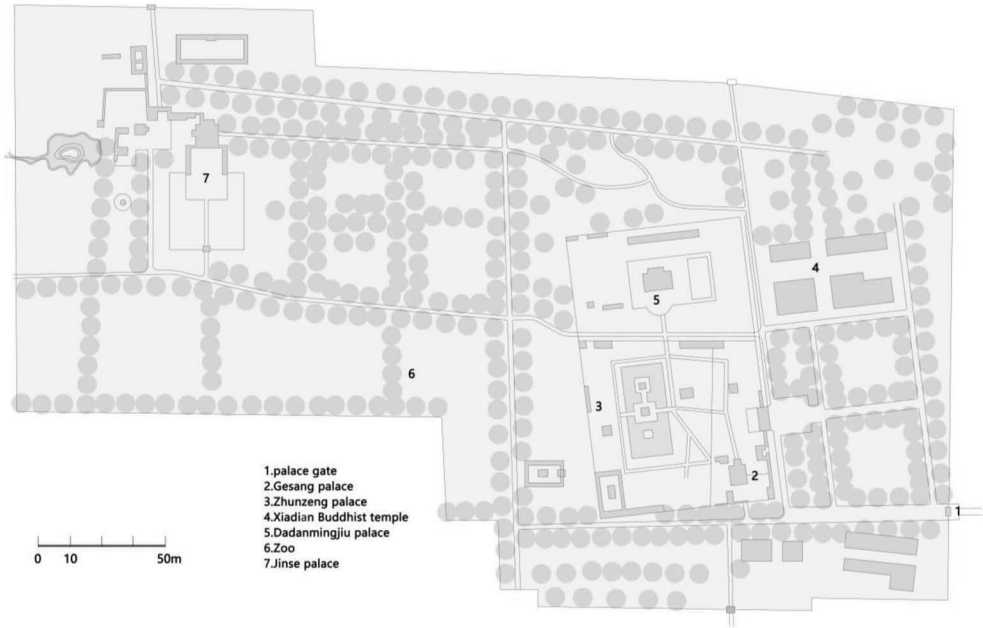 7
4
5
6
3
2
1
1.palace gate
2.Gesang palace
3.Zhunzeng palace
4.Xiadian Buddhist temple
5.Dadanmingjiu palace
6.Zoo
7.Jinse palace
0 10 50m